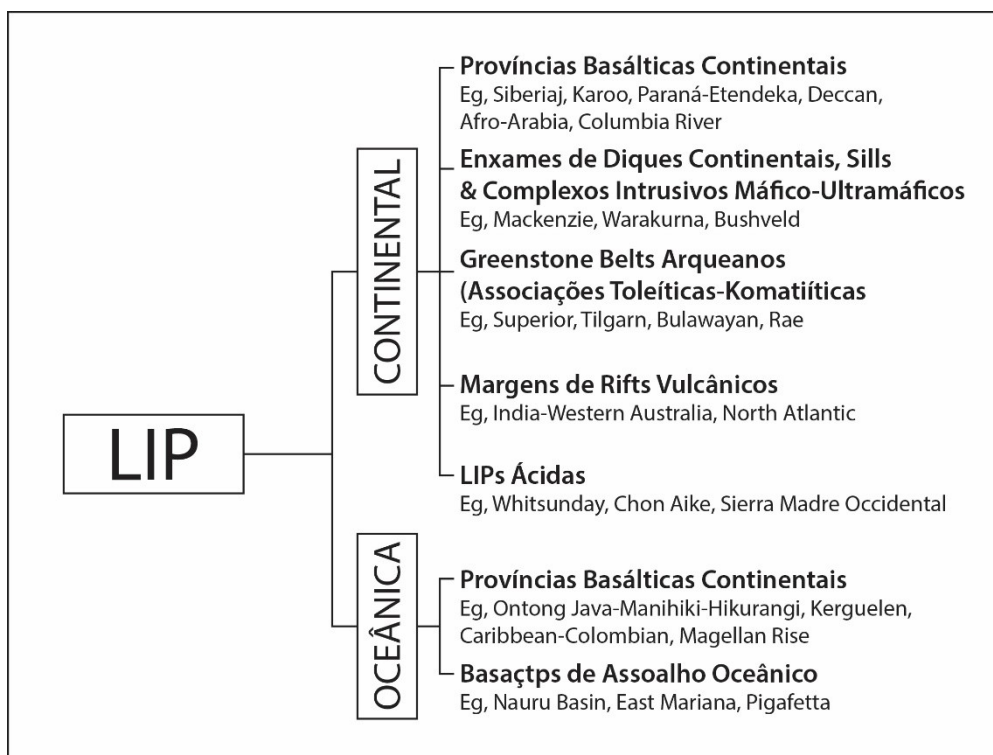 LIP
CONTINENTAL
Províncias Basálticas Continentais
Eg, Siberiaj, Karoo, Paraná-Etendeka, Deccan,
Afro-Arabia, Columbia River
Enxames de Diques Continentais, Sills
& Complexos Intrusivos Máfico-Ultramáficos
Eg, Mackenzie, Warakurna, Bushveld
Greenstone Belts Arqueanos
(Associações Toleíticas-Komatiíticas
Eg, Superior, Tilgarn, Bulawayan, Rae
Margens de Rifts Vulcânicos
Eg, India-Western Australia, North Atlantic
LIPs Ácidas
Eg, Whitsunday, Chon Aike, Sierra Madre Occidental
OCEÂNICA
Províncias Basálticas Continentais
Eg, Ontong Java-Manihiki-Hikurangi, Kerguelen,
Caribbean-Colombian, Magellan Rise
Basaçtps de Assoalho Oceânico
Eg, Nauru Basin, East Mariana, Pigafetta